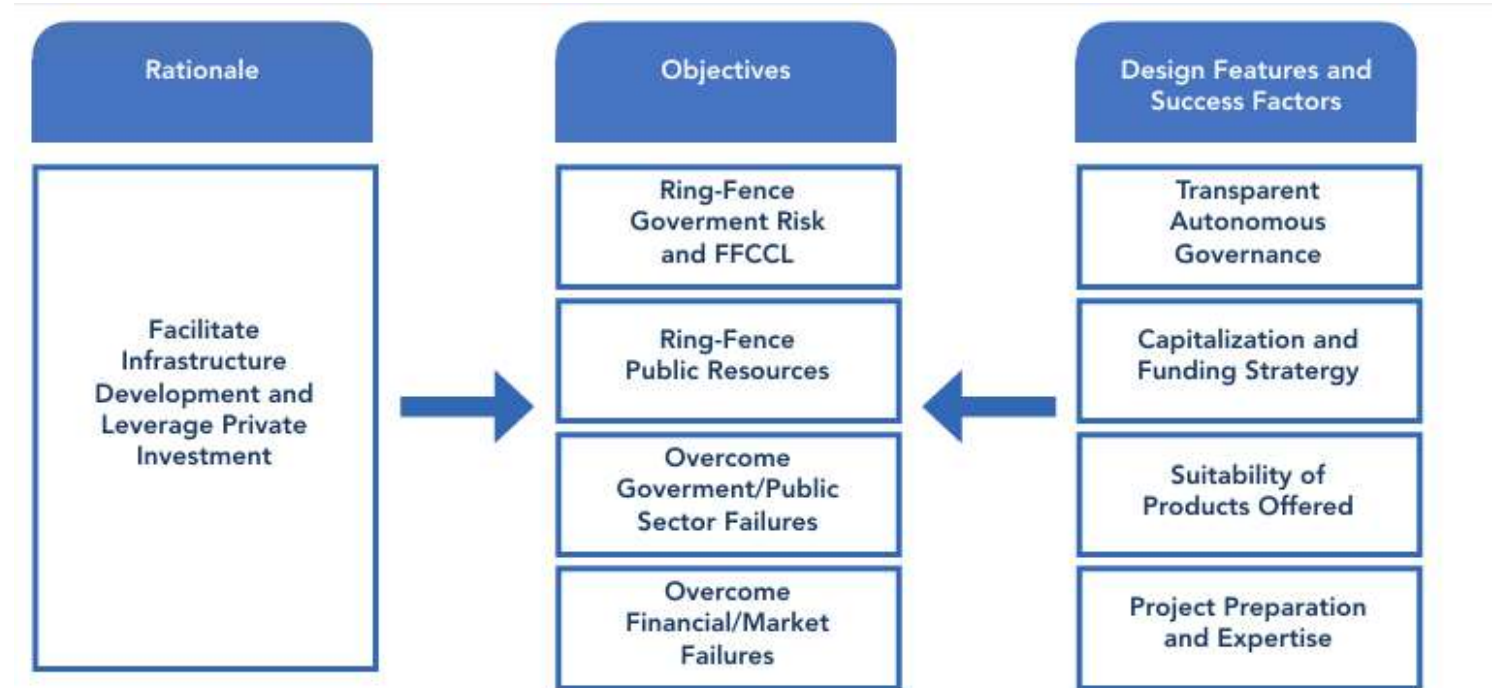 Rationale
Objectives
Design Features and
Success Factors
Facilitate
Infrastructure
Development and
Leverage Private
Investment
Ring-Fence
Goverment Risk
and FFCCL
Ring-Fence
Public Resources
Overcome
Goverment/Public
Sector Failures
Overcome
Financial/Market
Failures
Transparent
Autonomous
Governance
Capitalization and
Funding Stratergy
Suitability of
Products Offered
Project Preparation
and Expertise